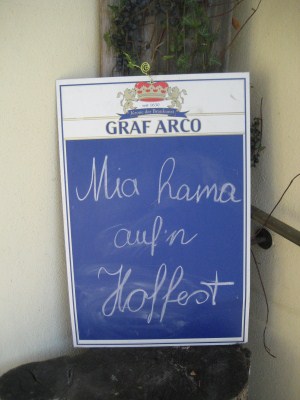 GRAF ARCO
Mia hama
auf'n
Hoffest